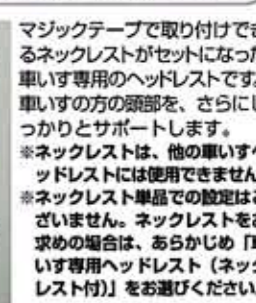 マジックテープで取り付けでき
るネックレストがセットになった
車いす専用のヘッドレストです。
車いすの方の頭部を、さらにし
っかりとサポートします。
※ネックレストは、他の車いすヘ
ッドレストには使用できません
※ネックレスト単品での設定はご
ざいません。ネックレストをお
求めの場合は、あらかじめ「車
いす専用ヘッドレスト（ネック
レスト付）」をお選びください